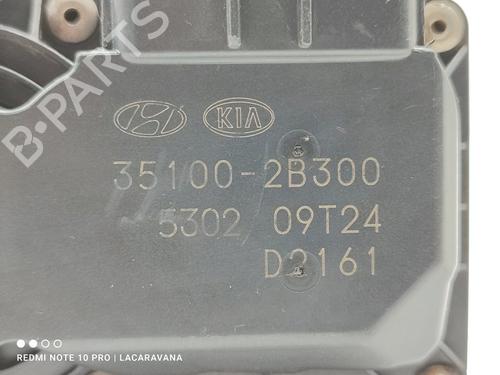 B-PARTS
KIA
35100-2B300
5302 09T24
D2161
REDMI NOTE 10 PRO | LACARAVANA